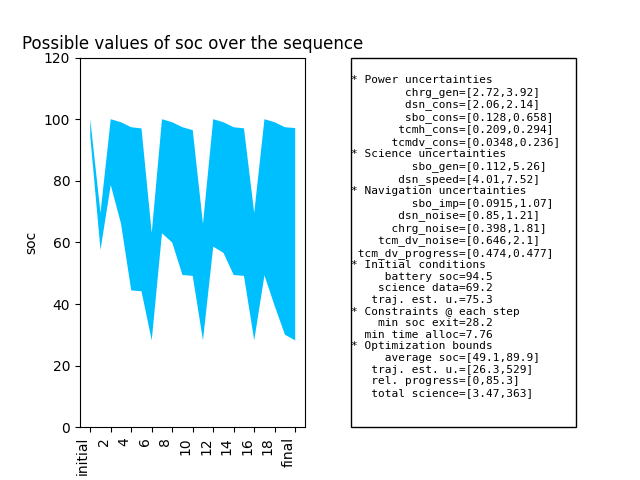 Possible values of soc over the sequence
120
100
80
60
40
20
0
soc
initial
2
4
6
8
10
12
14
16
18
final
* Power uncertainties
chrg_gen=[2.72,3.92]
dsn_cons=[2.06,2.14]
sbo_cons=[0.128,0.658]
tcmh_cons=[0.209,0.294]
tcmdv_cons=[0.0348,0.236]
* Science uncertainties
sbo_gen=[0.112,5.26]
dsn_speed=[4.01,7.52]
* Navigation uncertainties
sbo_imp=[0.0915,1.07]
dsn_noise=[0.85,1.21]
chrg_noise=[0.398,1.81]
tcm_dv_noise=[0.646,2.1]
tcm_dv_progress=[0.474,0.477]
* Initial conditions
battery soc=94.5
science data=69.2
traj. est. u.=75.3
* Constraints @ each step
min soc exit=28.2
min time alloc=7.76
* Optimization bounds
average soc=[49.1,89.9]
traj. est. u.=[26.3,529]
rel. progress=[0,85.3]
total science=[3.47,363]